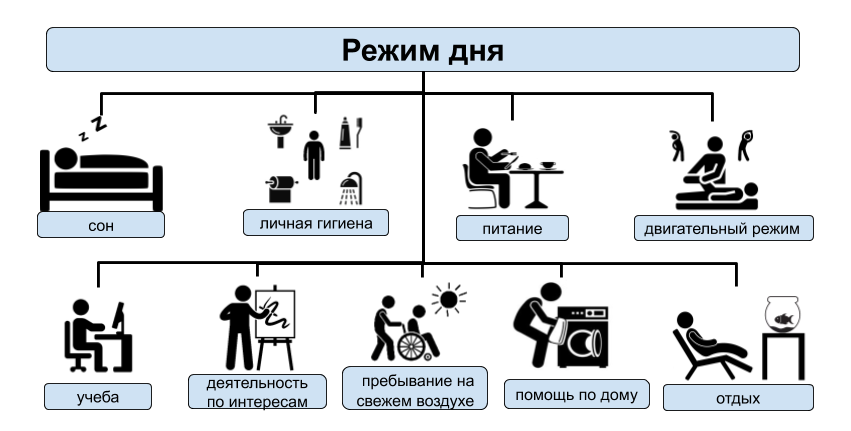 Режим дня
z
z
сон
личная гигиена
питание
двигательный режим
учеба
деятельность
по интересам
пребывание на
свежем воздухе
помощь по дому
отдых